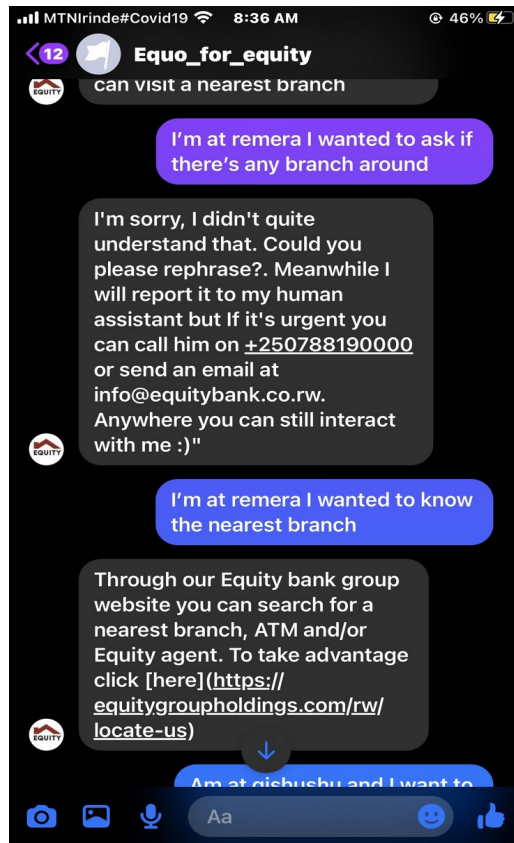 MTNIrinde#Covid19 8:36 AM 46%
12 Equo_for_equity
can visit a nearest branch
EQUITY
I'm at remera I wanted to ask if
there's any branch around
I'm sorry, I didn't quite
understand that. Could you
please rephrase?. Meanwhile I
will report it to my human
assistant but If it's urgent you
can call him on +250788190000
or send an email at
info@equitybank.co.rw.
Anywhere you can still interact
with me :)"
EQUITY
I'm at remera I wanted to know
the nearest branch
Through our Equity bank group
website you can search for a
nearest branch, ATM and/or
Equity agent. To take advantage
click [here](https://
equitygroupholdings.com/rw/
locate-us)
EQUITY
Am at gishushu and I want to
Aa